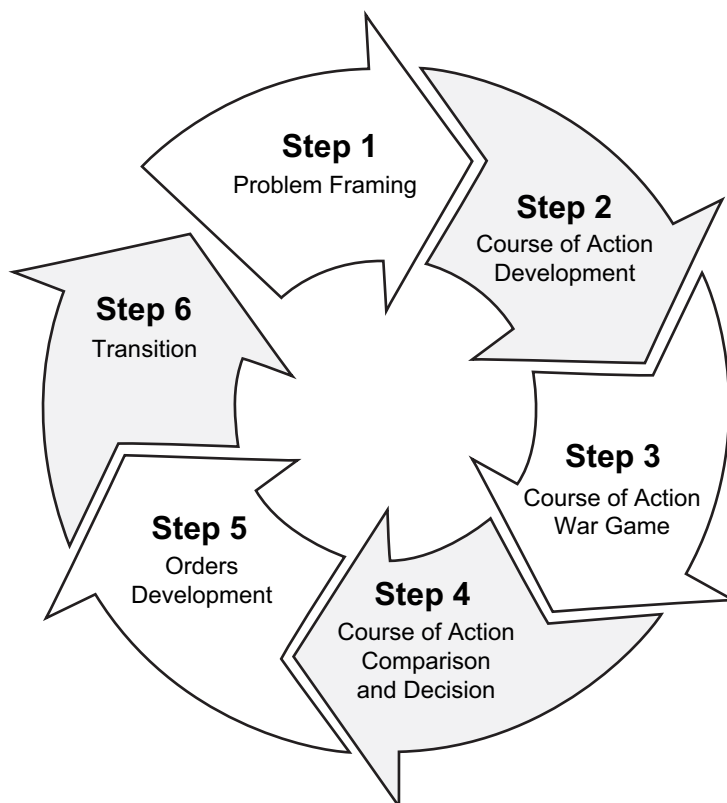 Step 1
Problem Framing
Step 2
Course of Action
Development
Step 3
Course of Action
War Game
Step 4
Course of Action
Comparison
and Decision
Step 5
Orders
Development
Step 6
Transition